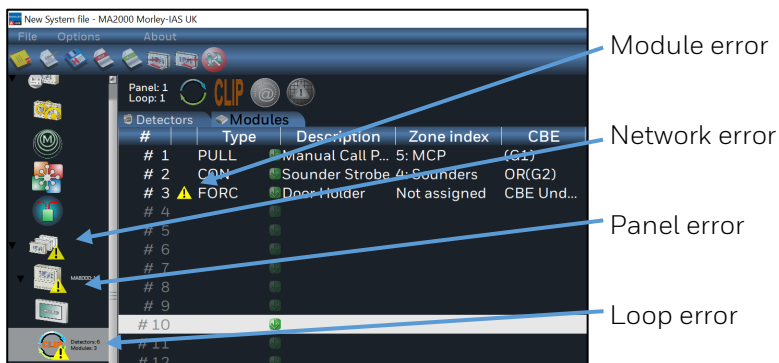 New System file - MA2000 Morley-IAS UK
File Options About
Panel: 1
Loop: 1
CLIP @
Detectors Modules
# Type Description Zone index CBE
# 1 PULL Manual Call P... 5: MCP (G1)
# 2 CON Sounder Strobe 4: Sounders OR(G2)
# 3 FORC Door Holder Not assigned CBE Und...
# 4
# 5
# 6
# 7
# 8
# 9
# 10
# 11
# 12
Detectors: 6
Modules: 3
Module error
Network error
Panel error
Loop error